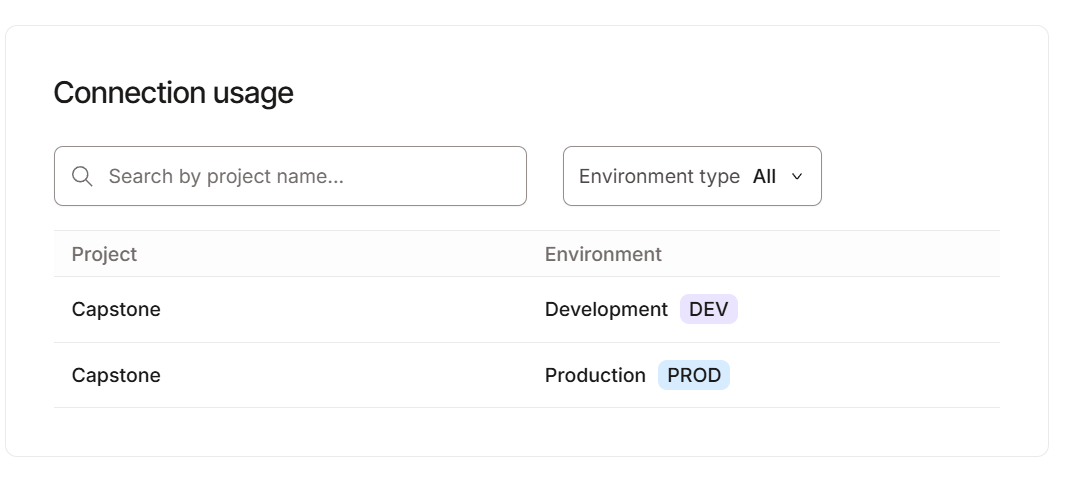 Connection usage
Search by project name...
Environment type All
Project Environment
Capstone Development DEV
Capstone Production PROD